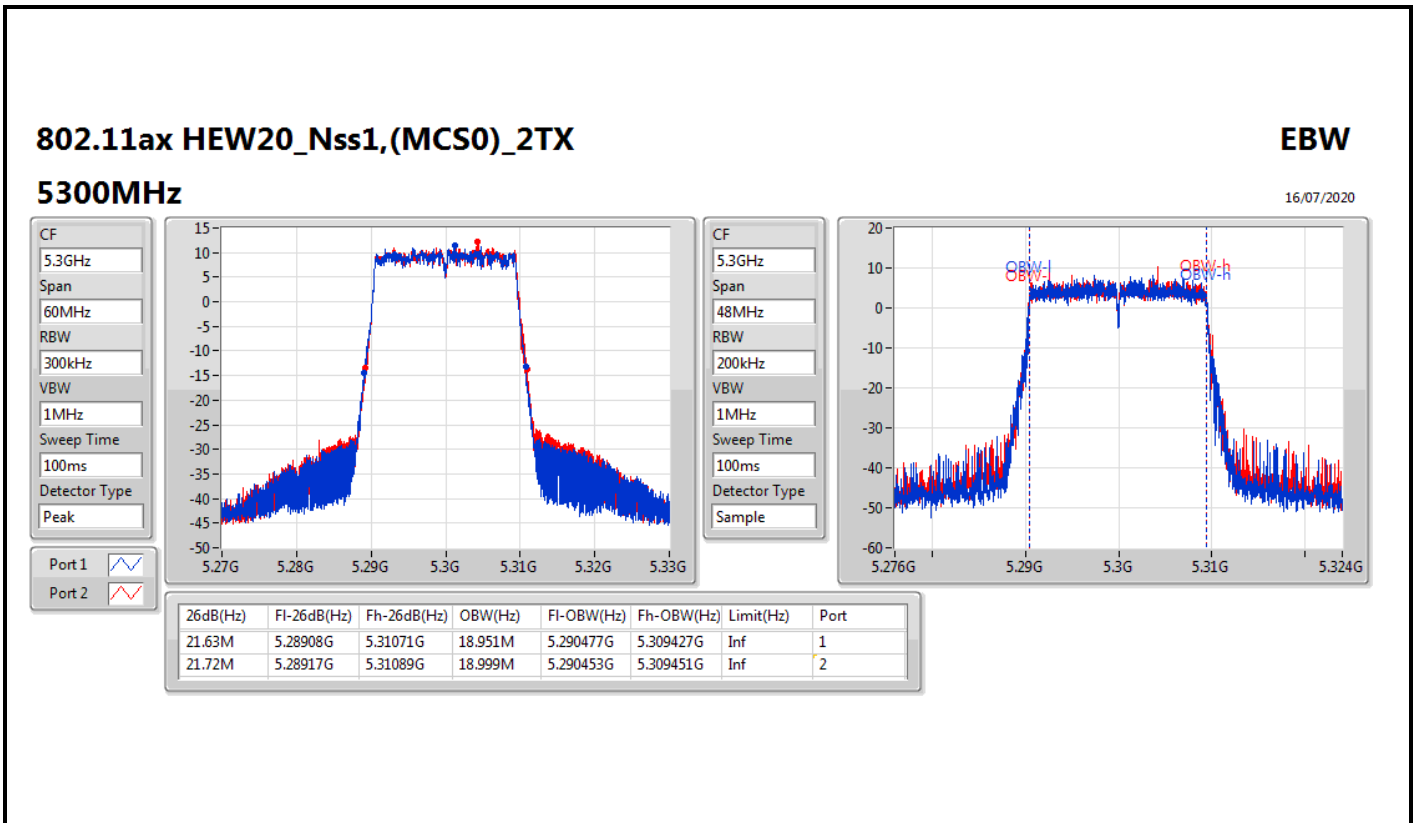 802.11ax HEW20_Nss1,(MCS0)_2TX
EBW
5300MHz
16/07/2020
CF
5.3GHz
Span
60MHz
RBW
300kHz
VBW
1MHz
Sweep Time
100ms
Detector Type
Peak
Port 1
Port 2
15
10
5
0
-5
-10
-15
-20
-25
-30
-35
-40
-45
-50
5.27G 5.28G 5.29G 5.3G 5.31G 5.32G 5.33G
CF
5.3GHz
Span
48MHz
RBW
200kHz
VBW
1MHz
Sweep Time
100ms
Detector Type
Sample
20
10
0
-10
-20
-30
-40
-50
-60
OBW-l
OBW-l
OBW-h
OBW-h
5.276G 5.29G 5.3G 5.31G 5.324G
26dB(Hz) Fl-26dB(Hz) Fh-26dB(Hz) OBW(Hz) Fl-OBW(Hz) Fh-OBW(Hz) Limit(Hz) Port
21.63M 5.28908G 5.31071G 18.951M 5.290477G 5.309427G Inf 1
21.72M 5.28917G 5.31089G 18.999M 5.290453G 5.309451G Inf 2